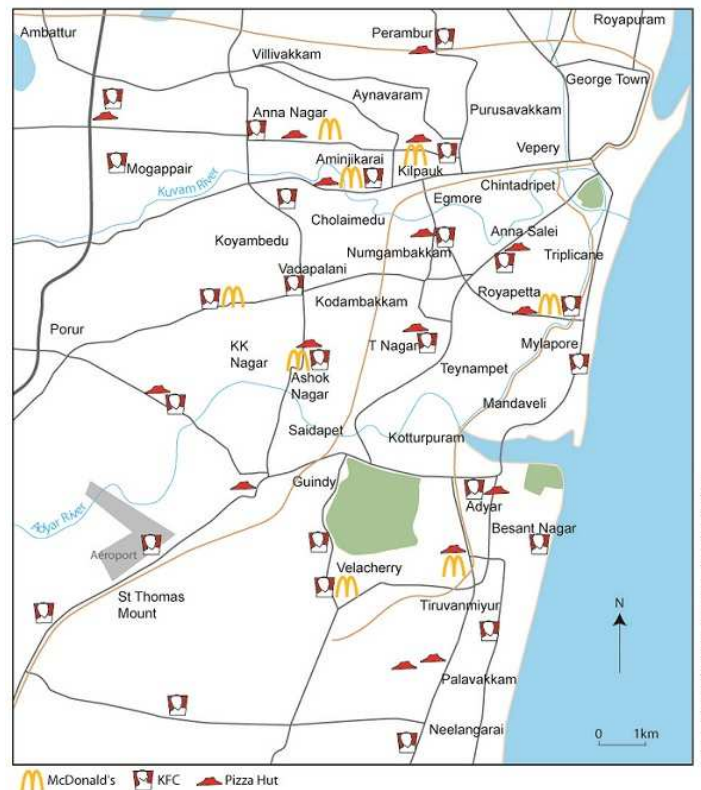 Royapuram
Ambattur
Perambur
Villivakkam
George Town
Aynavaram
Purusavakkam
Anna Nagar
Vepery
Aminjikarai
Mogappair
Kilpauk
Kuvam River
Chintadripet
Egmore
Cholaimedu
Anna Salei
Koyambedu
Numgambakkam
Triplicane
Vadapalani
Royapetta
Kodambakkam
Porur
KK
Nagar
T Nagar
Mylapore
Teynampet
Ashok
Nagar
Mandaveli
Saidapet
Kotturpuram
Guindy
Adyar
Adyar River
Besant Nagar
Aéroport
Velacherry
St Thomas
Mount
Tiruvanmiyur
N
Palavakkam
Neelangarai
0 1km
McDonald's KFC Pizza Hut